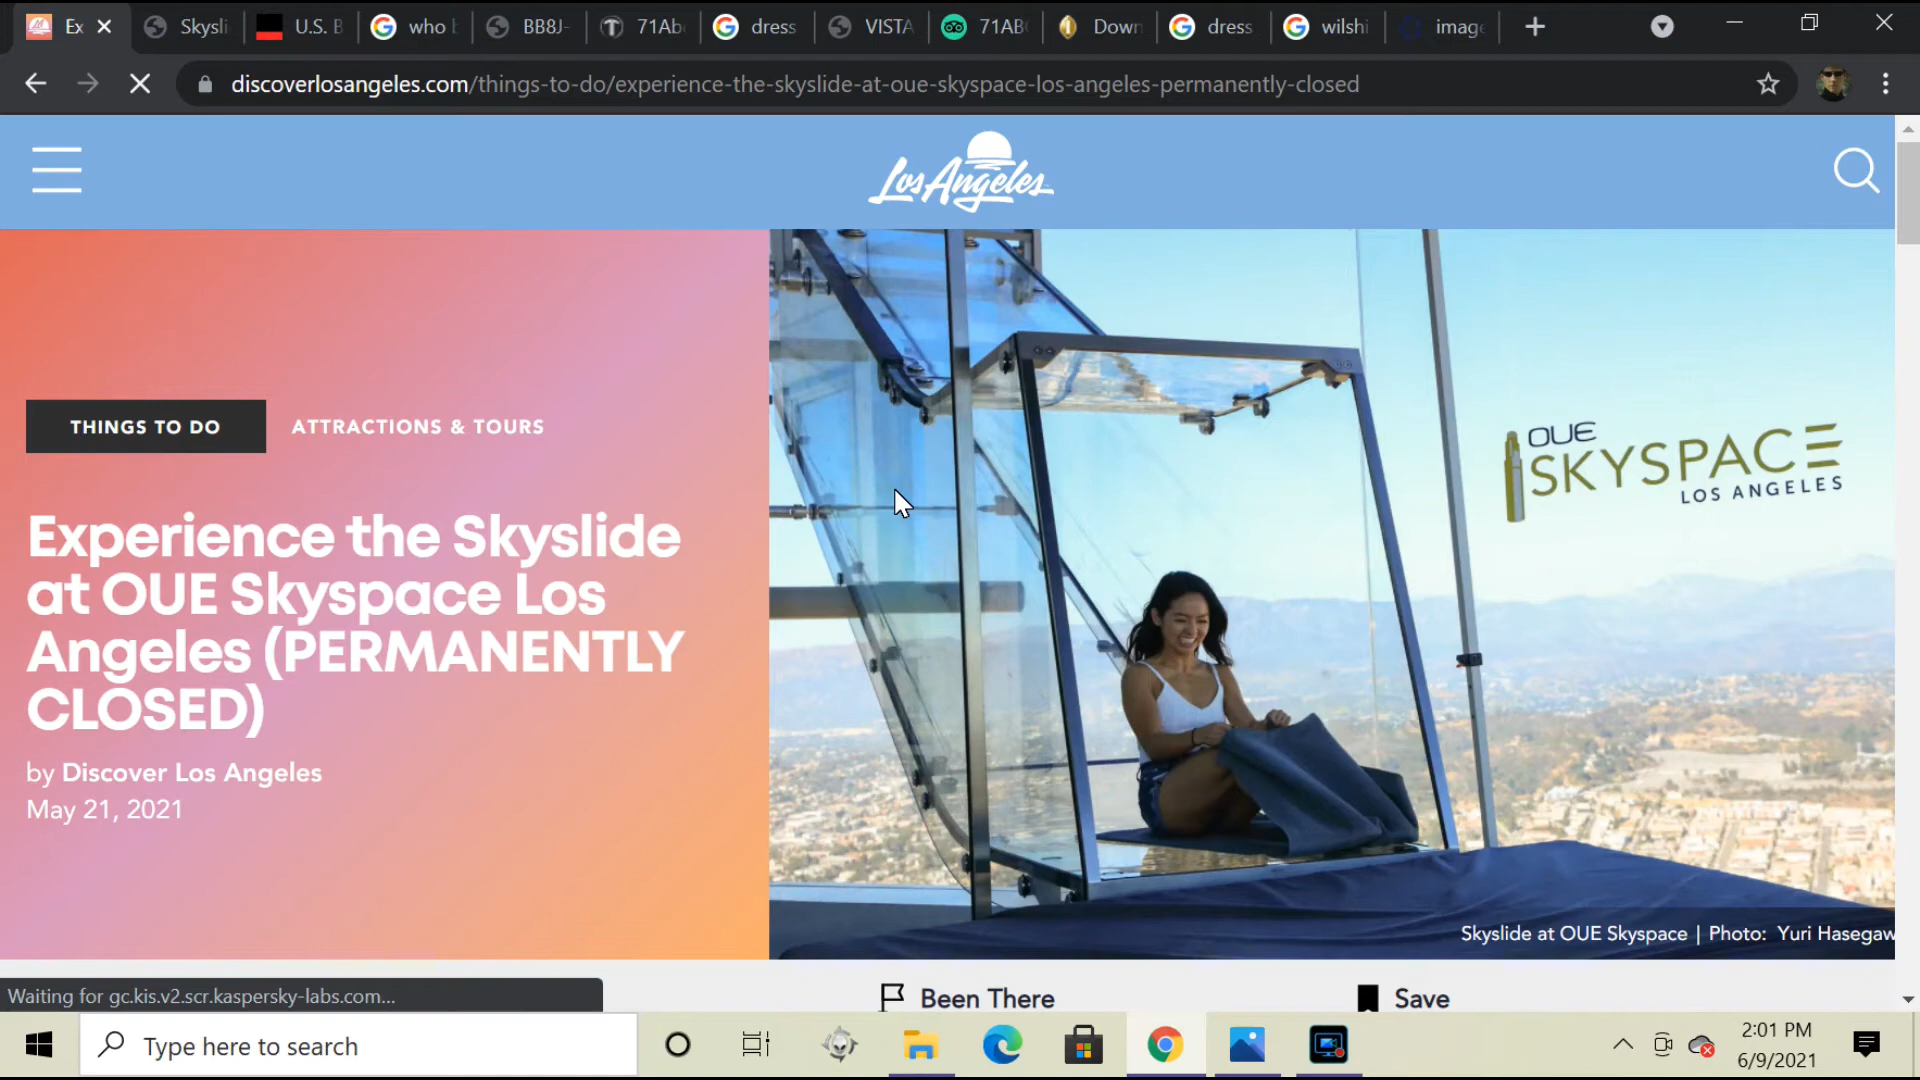 Ex
Skysli
U.S. B
who b
BB8J-
71Abc
dress
VISTA
71AB
Down
dress
wilshi
image
discoverlosangeles.com/things-to-do/experience-the-skyslide-at-oue-skyspace-los-angeles-permanently-closed
Los Angeles
THINGS TO DO
ATTRACTIONS & TOURS
Experience the Skyslide
at OUE Skyspace Los
Angeles (PERMANENTLY
CLOSED)
by Discover Los Angeles
May 21, 2021
OUE
SKYSPACE
LOS ANGELES
Skyslide at OUE Skyspace | Photo: Yuri Hasegaw
Waiting for gc.kis.v2.scr.kaspersky-labs.com...
Been There
Save
Type here to search
2:01 PM
6/9/2021